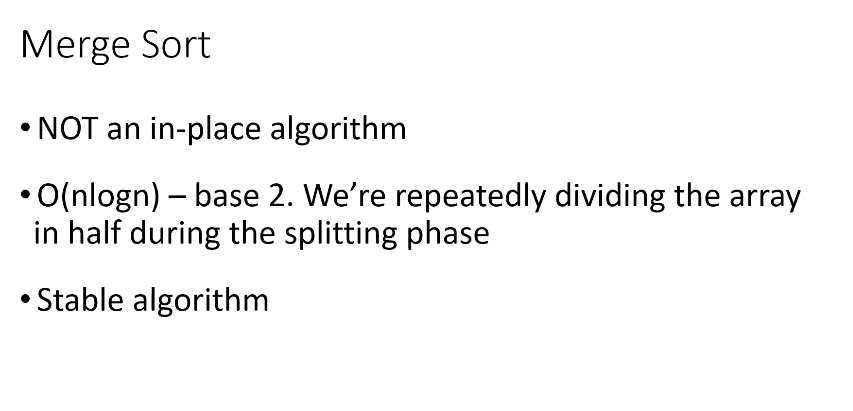 Merge Sort
• NOT an in-place algorithm
• O(nlogn) – base 2. We’re repeatedly dividing the array
in half during the splitting phase
• Stable algorithm